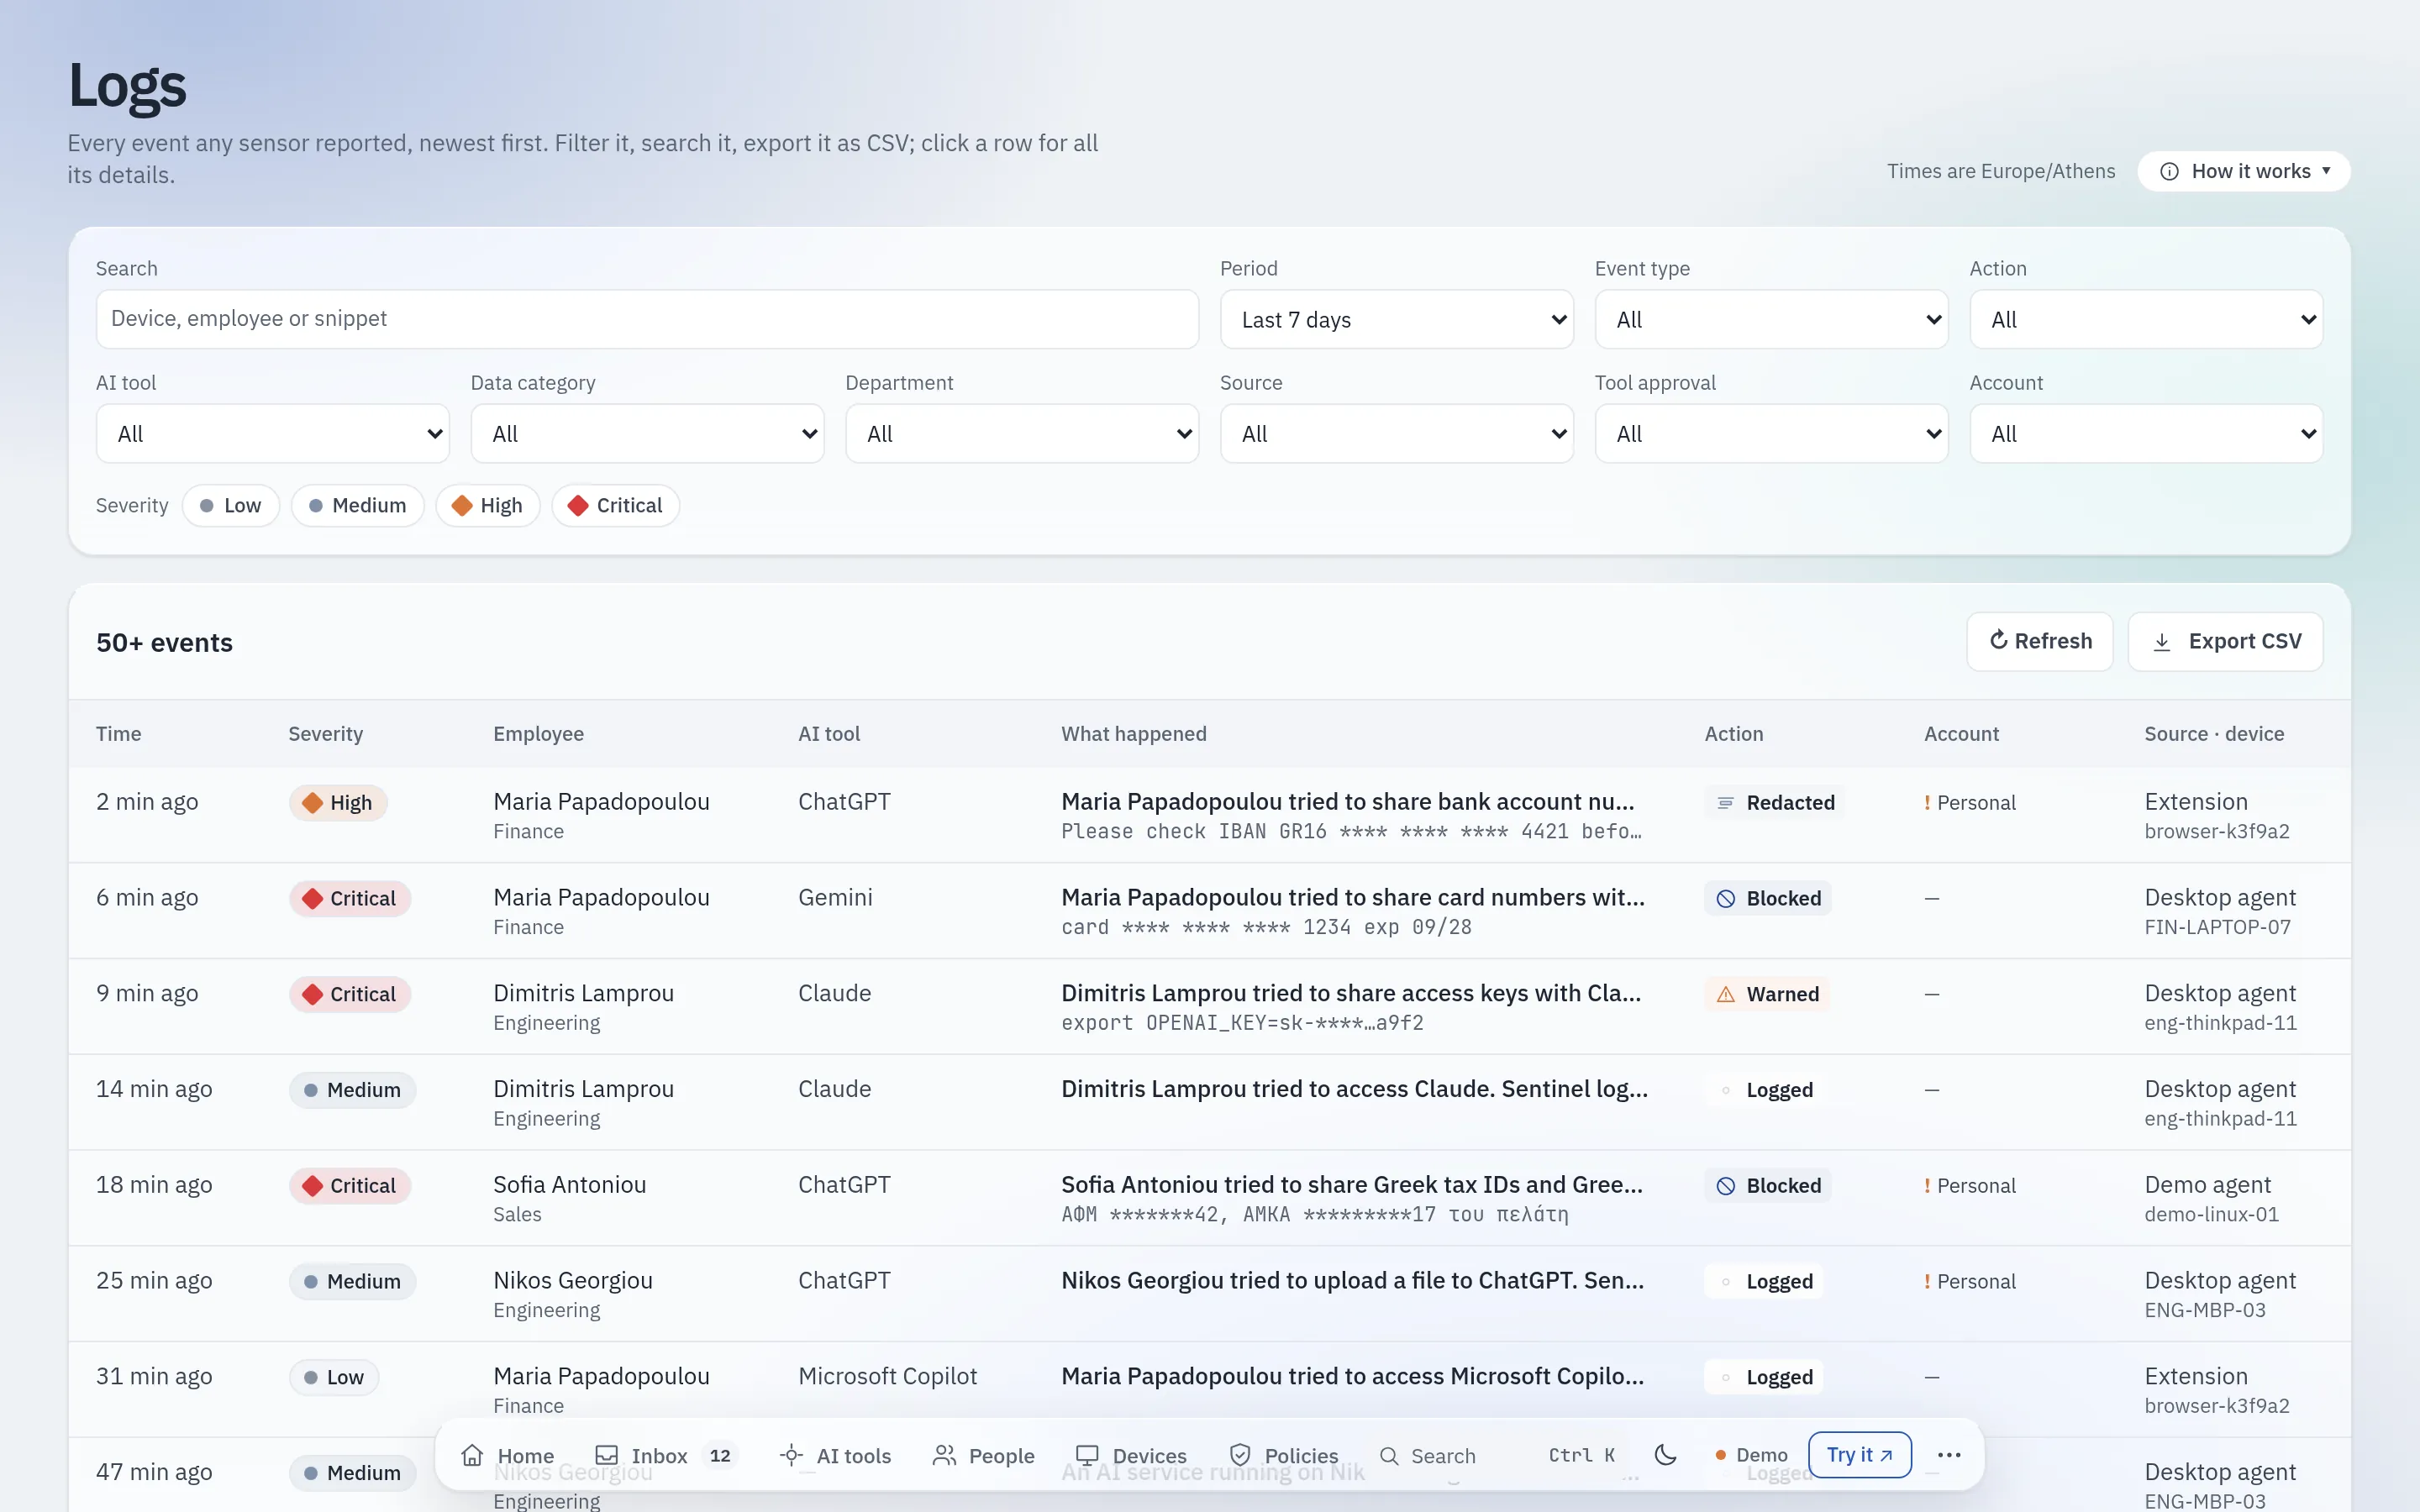 Logs
Every event any sensor reported, newest first. Filter it, search it, export it as CSV; click a row for all
its details.
Times are Europe/Athens
How it works
Search
Period
Event type
Action
Device, employee or snippet
Last 7 days
All
All
AI tool
Data category
Department
Source
Tool approval
Account
All
All
All
All
All
All
Severity
Low
Medium
High
Critical
50+ events
Refresh
Export CSV
Time
Severity
Employee
AI tool
What happened
Action
Account
Source · device
2 min ago
High
Maria Papadopoulou
Finance
ChatGPT
Maria Papadopoulou tried to share bank account nu…
Please check IBAN GR16 **** **** **** 4421 befo…
Redacted
! Personal
Extension
browser-k3f9a2
6 min ago
Critical
Maria Papadopoulou
Finance
Gemini
Maria Papadopoulou tried to share card numbers wit…
card **** **** **** 1234 exp 09/28
Blocked
—
Desktop agent
FIN-LAPTOP-07
9 min ago
Critical
Dimitris Lamprou
Engineering
Claude
Dimitris Lamprou tried to share access keys with Cla…
export OPENAI_KEY=sk-****…a9f2
Warned
—
Desktop agent
eng-thinkpad-11
14 min ago
Medium
Dimitris Lamprou
Engineering
Claude
Dimitris Lamprou tried to access Claude. Sentinel log…
Logged
—
Desktop agent
eng-thinkpad-11
18 min ago
Critical
Sofia Antoniou
Sales
ChatGPT
Sofia Antoniou tried to share Greek tax IDs and Gree…
ΑΦΜ *******42, ΑΜΚΑ *********17 του πελάτη
Blocked
! Personal
Demo agent
demo-linux-01
25 min ago
Medium
Nikos Georgiou
Engineering
ChatGPT
Nikos Georgiou tried to upload a file to ChatGPT. Sen…
Logged
! Personal
Desktop agent
ENG-MBP-03
31 min ago
Low
Maria Papadopoulou
Finance
Microsoft Copilot
Maria Papadopoulou tried to access Microsoft Copilo…
Logged
—
Extension
browser-k3f9a2
47 min ago
Medium
Nikos Georgiou
Engineering
—
An AI service running on Nik
Logged
—
Desktop agent
ENG-MBP-03
Home
Inbox
12
AI tools
People
Devices
Policies
Search
Ctrl K
Demo
Try it ↗